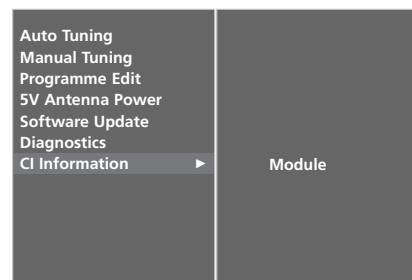 Auto Tuning
Manual Tuning
Programme Edit
5V Antenna Power
Software Update
Diagnostics
CI Information ►
Module